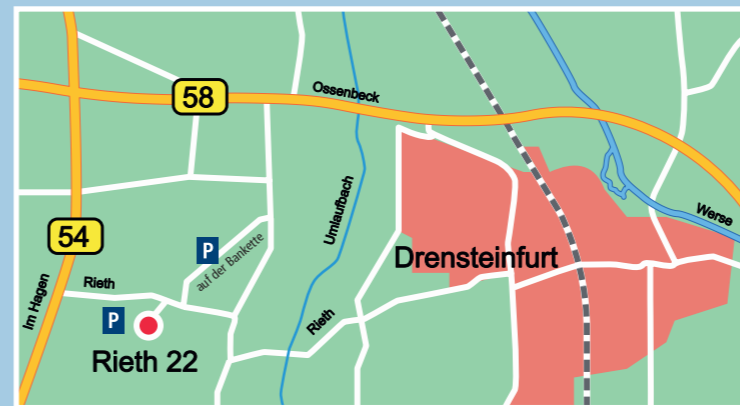 Ossenbeck
58
Umlaufbach
Werse
54
P
auf der Bankette
Drensteinfurt
Im Hagen
Rieth
P
Rieth
Rieth 22